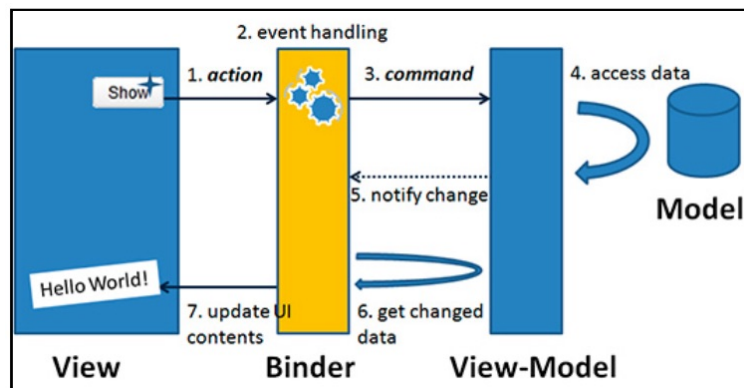 2. event handling
1. action
3. command
4. access data
Show
5. notify change
Model
Hello World!
7. update UI
contents
6. get changed
data
View
Binder
View-Model